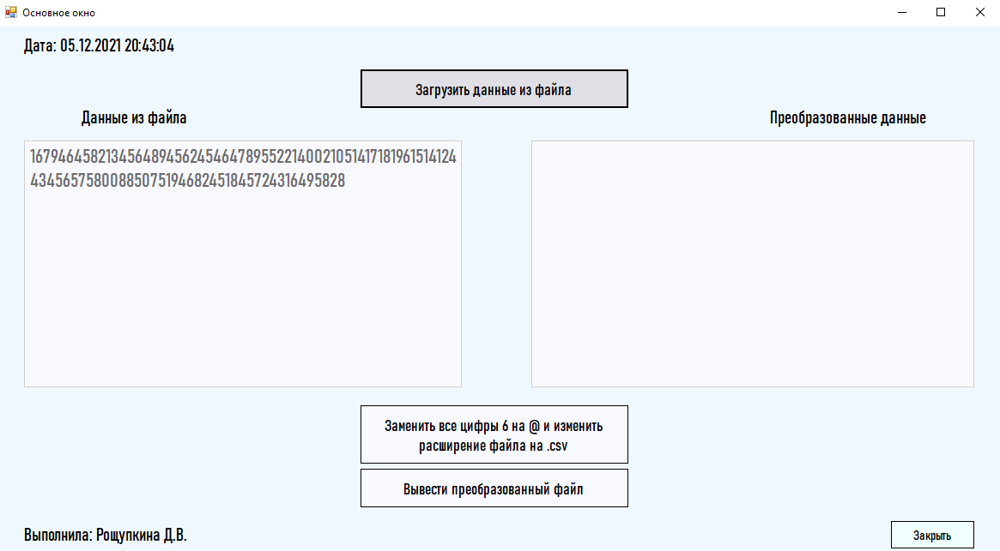 Основное окно
Дата: 05.12.2021 20:43:04
Загрузить данные из файла
Данные из файла
Преобразованные данные
1679464582134564894562454647895522140021051417181961514124
43456575800885075194682451845724316495828
Заменить все цифры 6 на @ и изменить
расширение файла на .csv
Вывести преобразованный файл
Выполнила: Рощупкина Д.В.
Закрыть